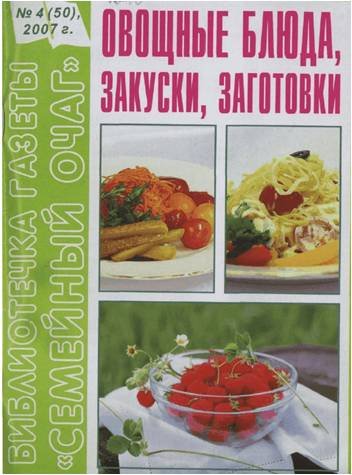 № 4 (50),
2007 г.
ОВОЩНЫЕ БЛЮДА,
ЗАКУСКИ, ЗАГОТОВКИ
БИБЛИОТЕЧКА ГАЗЕТЫ
«СЕМЕЙНЫЙ ОЧАГ»